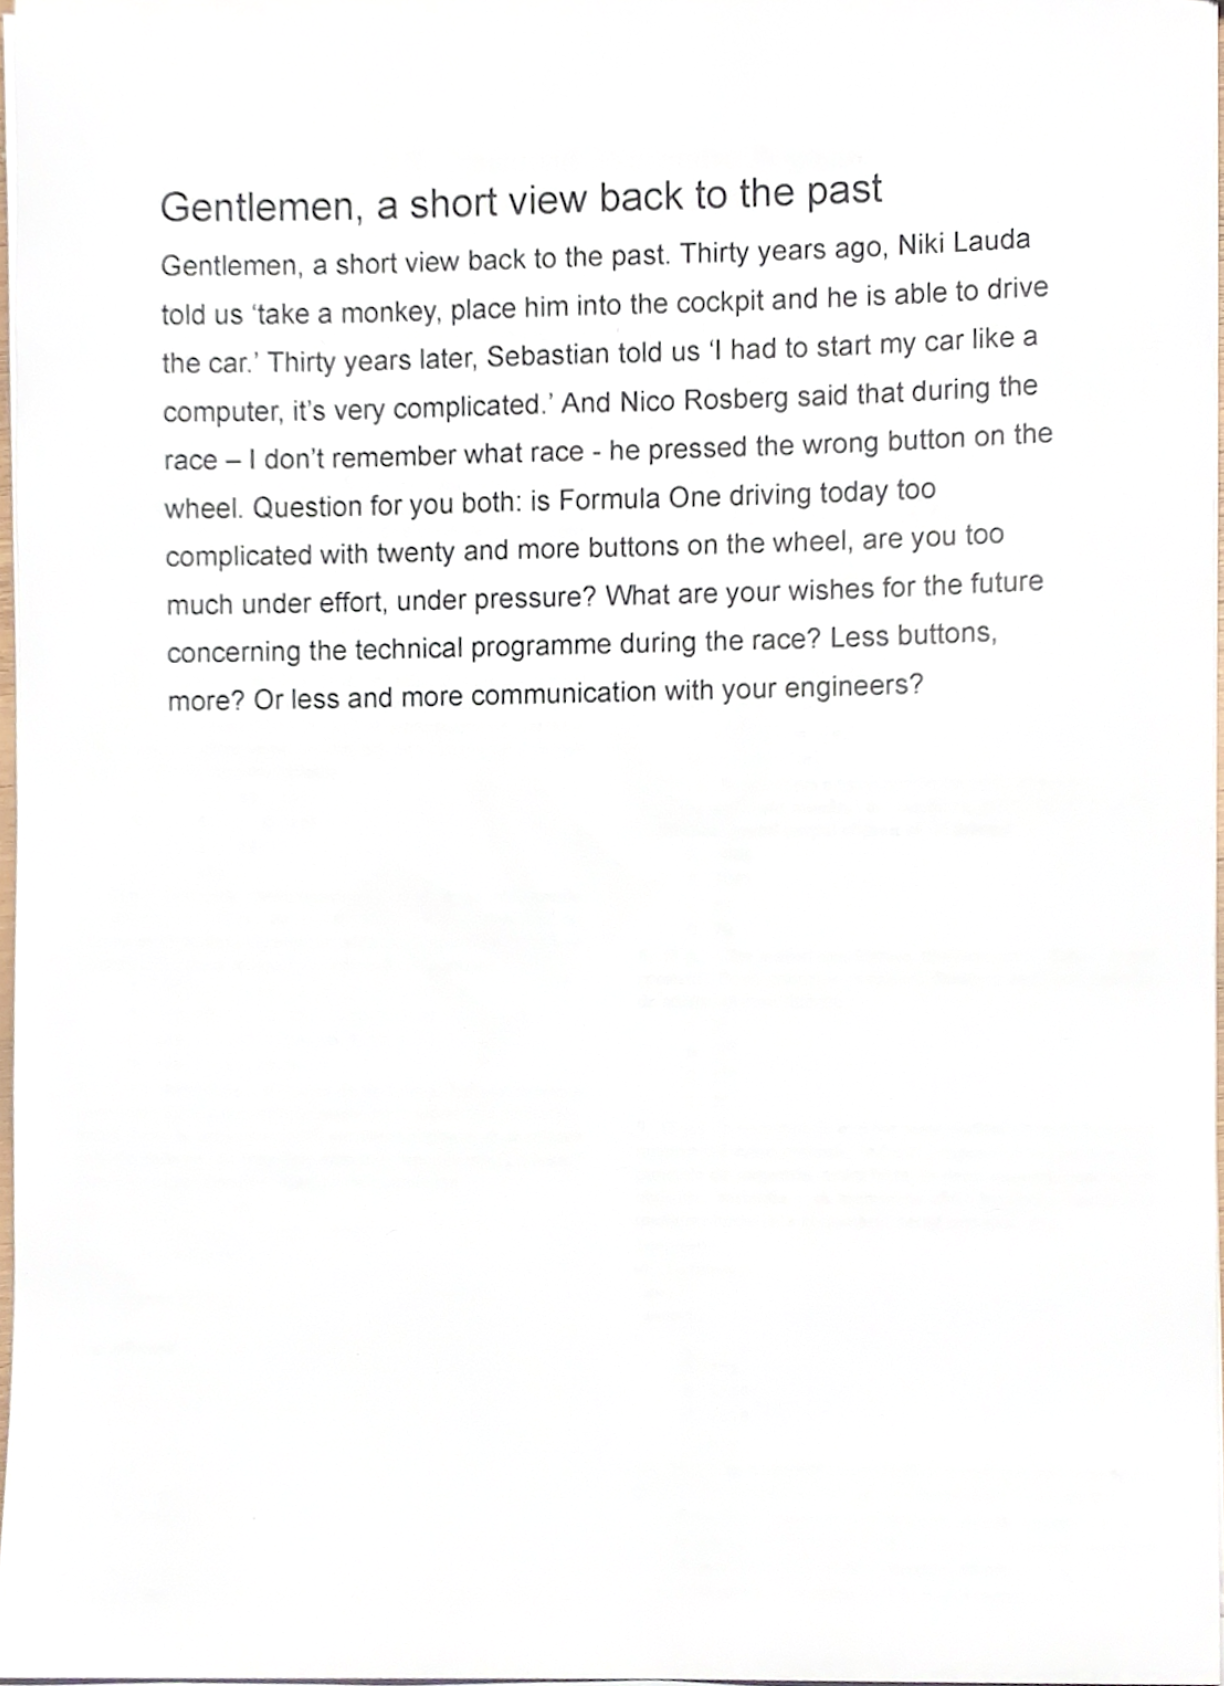 Gentlemen, a short view back to the past
Gentlemen, a short view back to the past. Thirty years ago, Niki Lauda
told us ‘take a monkey, place him into the cockpit and he is able to drive
the car.’ Thirty years later, Sebastian told us ‘I had to start my car like a
computer, it’s very complicated.’ And Nico Rosberg said that during the
race – I don’t remember what race - he pressed the wrong button on the
wheel. Question for you both: is Formula One driving today too
complicated with twenty and more buttons on the wheel, are you too
much under effort, under pressure? What are your wishes for the future
concerning the technical programme during the race? Less buttons,
more? Or less and more communication with your engineers?